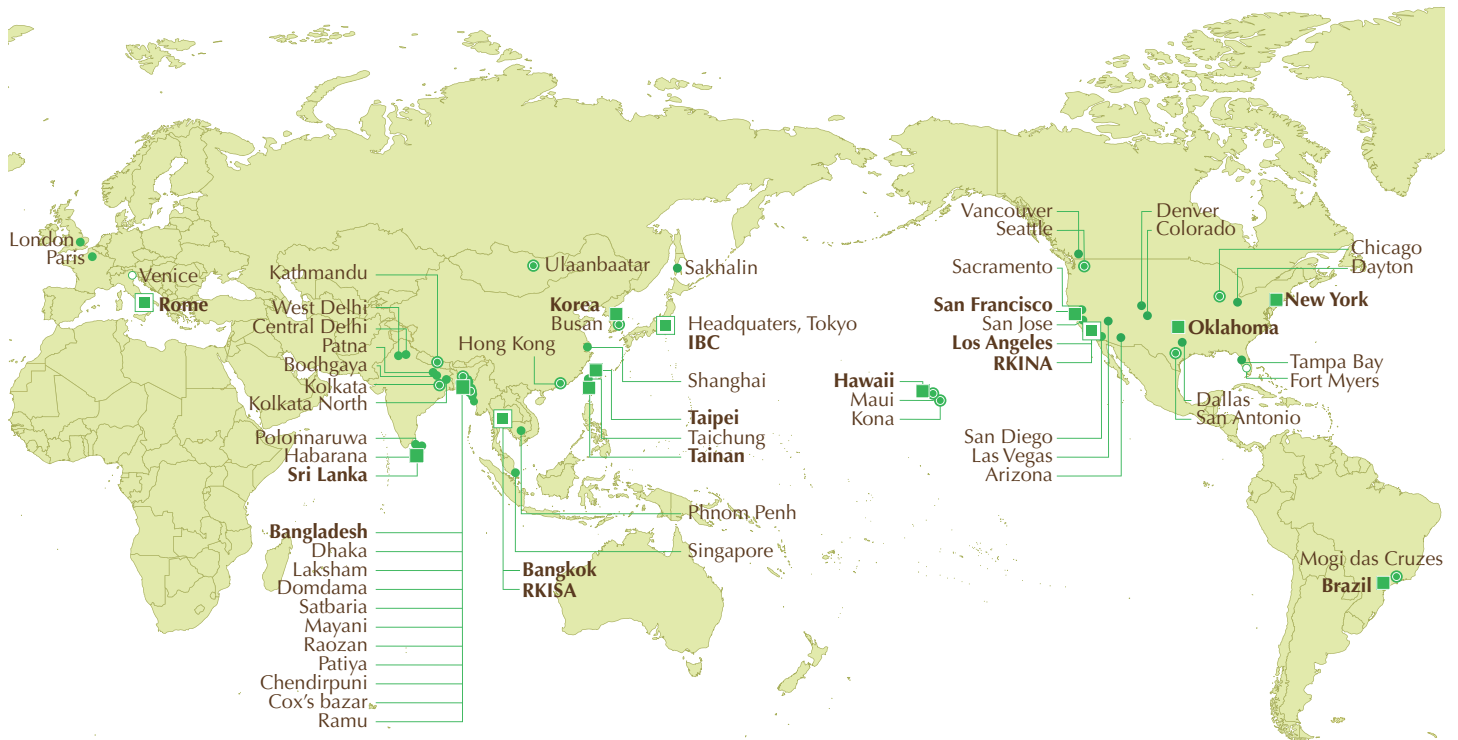 London
Paris
Venice
Rome
Kathmandu
West Delhi
Central Delhi
Patna
Bodhgaya
Kolkata
Kolkata North
Polonnaruwa
Habarana
Sri Lanka
Bangladesh
Dhaka
Laksham
Domdama
Satbaria
Mayani
Raozan
Patiya
Chendirpuni
Cox's bazar
Ramu
Ulaanbaatar
Sakhalin
Korea
Busan
Headquaters, Tokyo
IBC
Hong Kong
Shanghai
Taipei
Taichung
Tainan
Phnom Penh
Singapore
Bangkok
RKISA
Hawaii
Maui
Kona
Vancouver
Seattle
Sacramento
San Francisco
San Jose
Los Angeles
RKINA
San Diego
Las Vegas
Arizona
Denver
Colorado
Chicago
Dayton
New York
Oklahoma
Tampa Bay
Fort Myers
Dallas
San Antonio
Mogi das Cruzes
Brazil